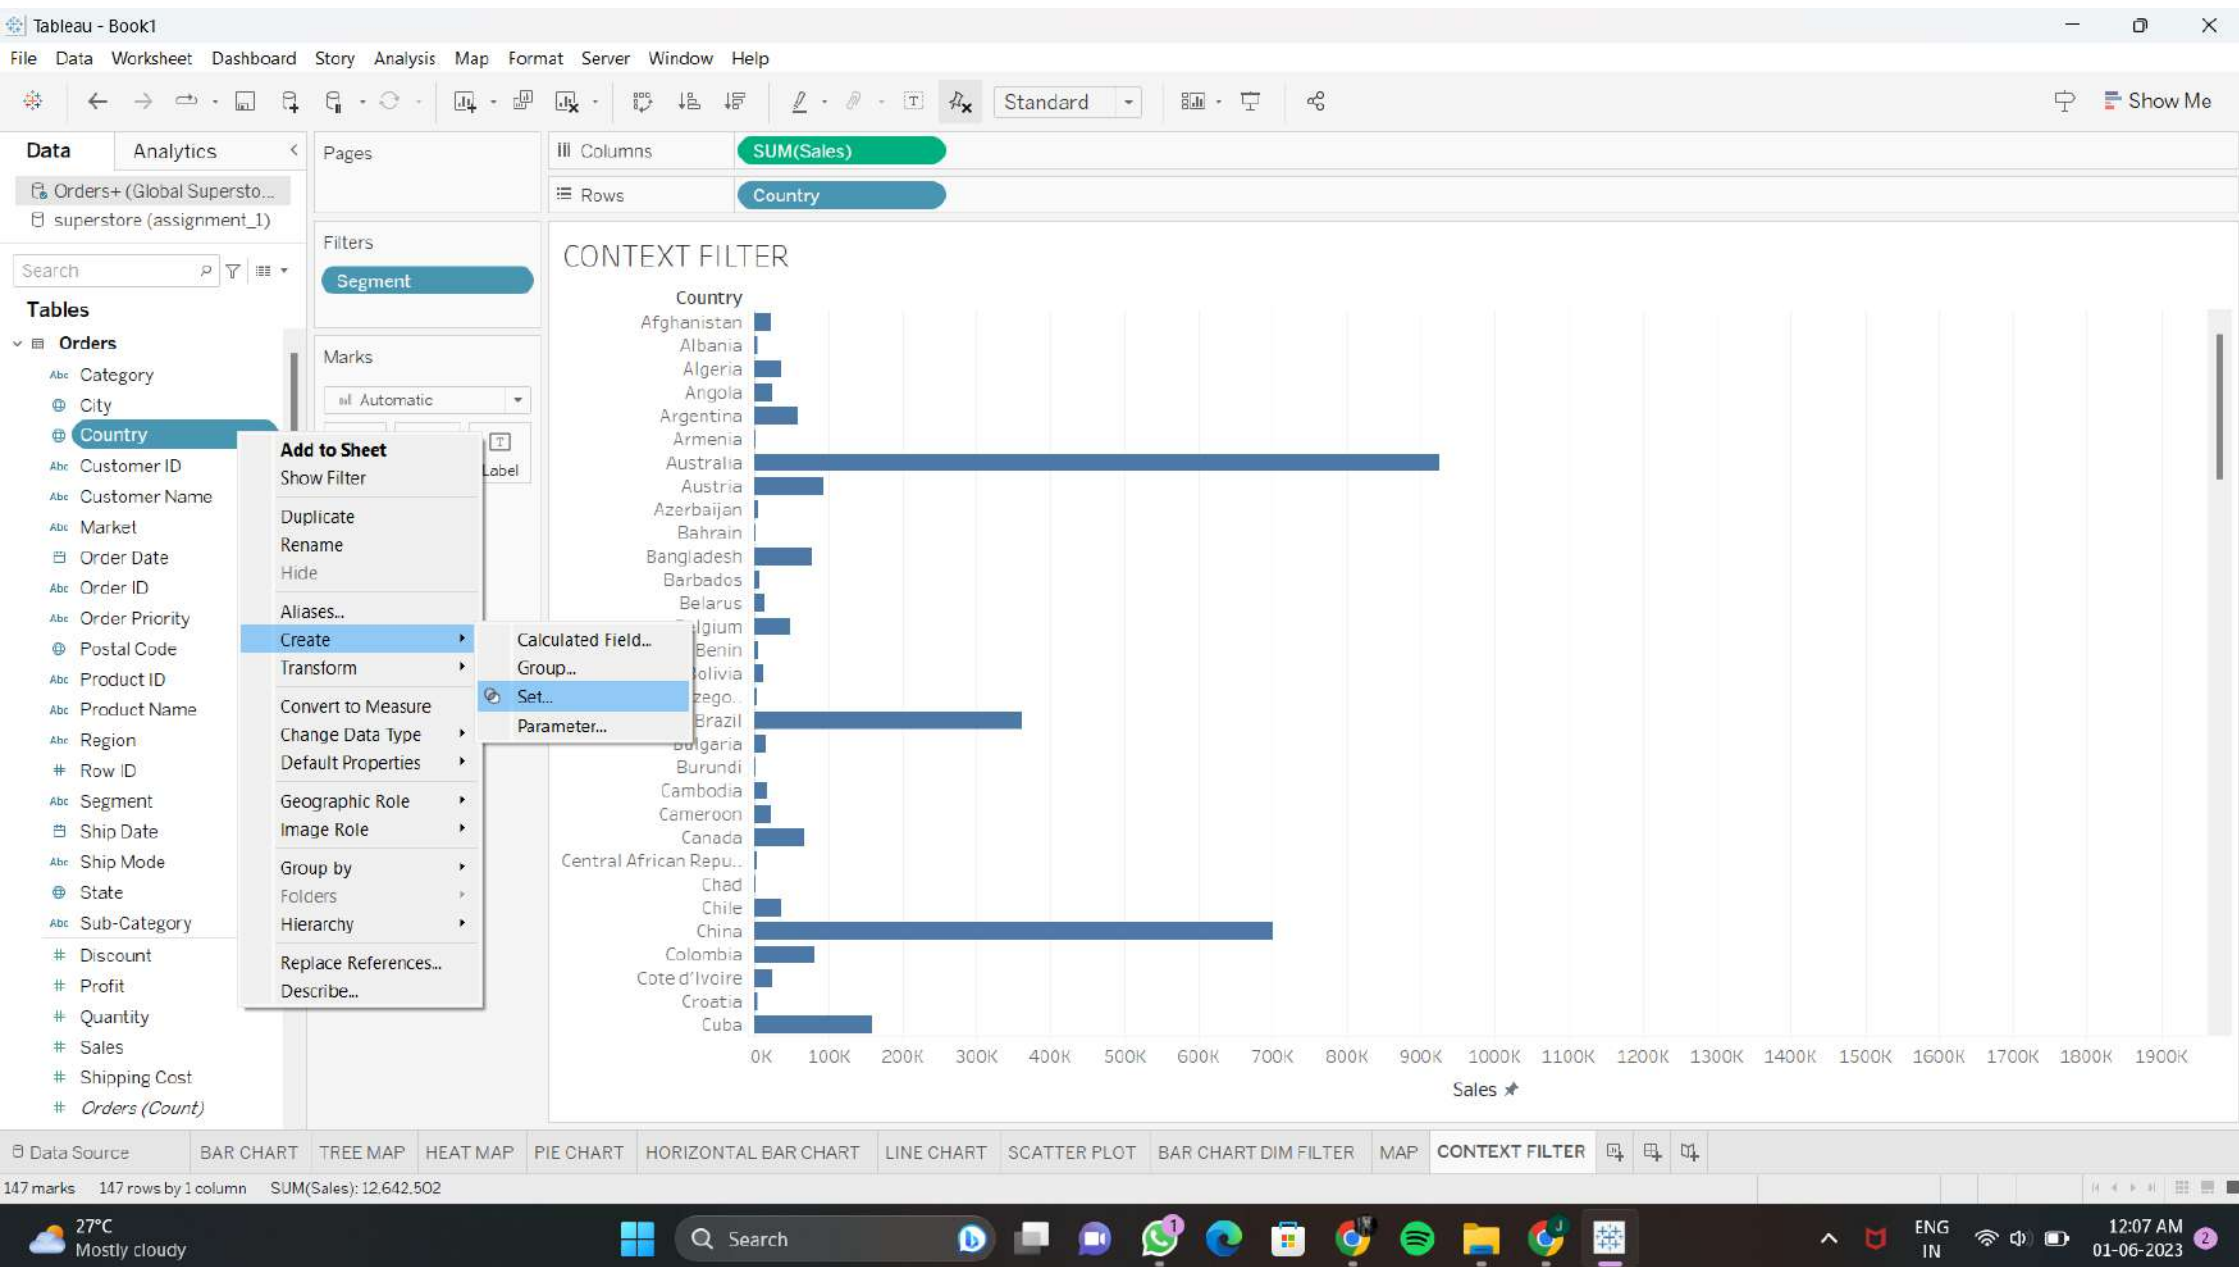 Tableau - Book1
File Data Worksheet Dashboard Story Analysis Map Format Server Window Help
Standard
Show Me
Data Analytics
Orders+ (Global Supersto...
superstore (assignment_1)
Search
Tables
Orders
Category
City
Country
Customer ID
Customer Name
Market
Order Date
Order ID
Order Priority
Postal Code
Product ID
Product Name
Region
Row ID
Segment
Ship Date
Ship Mode
State
Sub-Category
Discount
Profit
Quantity
Sales
Shipping Cost
Orders (Count)
Pages
Filters
Segment
Marks
Automatic
Label
Add to Sheet
Show Filter
Duplicate
Rename
Hide
Aliases...
Create
Transform
Convert to Measure
Change Data Type
Default Properties
Geographic Role
Image Role
Group by
Folders
Hierarchy
Replace References...
Describe...
Calculated Field...
Group...
Set...
Parameter...
Columns SUM(Sales)
Rows Country
CONTEXT FILTER
Country
Afghanistan
Albania
Algeria
Angola
Argentina
Armenia
Australia
Austria
Azerbaijan
Bahrain
Bangladesh
Barbados
Belarus
lgium
Benin
olivia
zego..
Brazil
Bulgaria
Burundi
Cambodia
Cameroon
Canada
Central African Repu..
Chad
Chile
China
Colombia
Cote d'Ivoire
Croatia
Cuba
0K 100K 200K 300K 400K 500K 600K 700K 800K 900K 1000K 1100K 1200K 1300K 1400K 1500K 1600K 1700K 1800K 1900K
Sales
Data Source BAR CHART TREE MAP HEAT MAP PIE CHART HORIZONTAL BAR CHART LINE CHART SCATTER PLOT BAR CHART DIM FILTER MAP CONTEXT FILTER
147 marks 147 rows by 1 column SUM(Sales): 12,642,502
27°C
Mostly cloudy
Search
1
ENG
IN
12:07 AM
01-06-2023
2